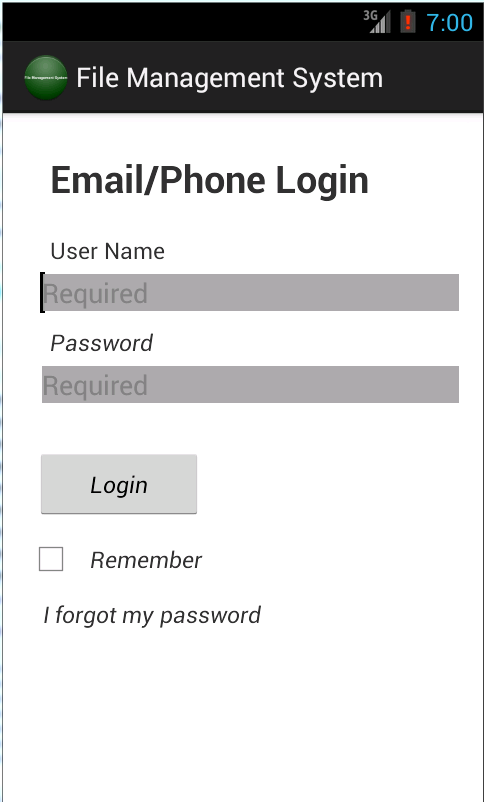 3G
7:00
File Management System
File Management System
Email/Phone Login
User Name
Required
Password
Required
Login
Remember
I forgot my password